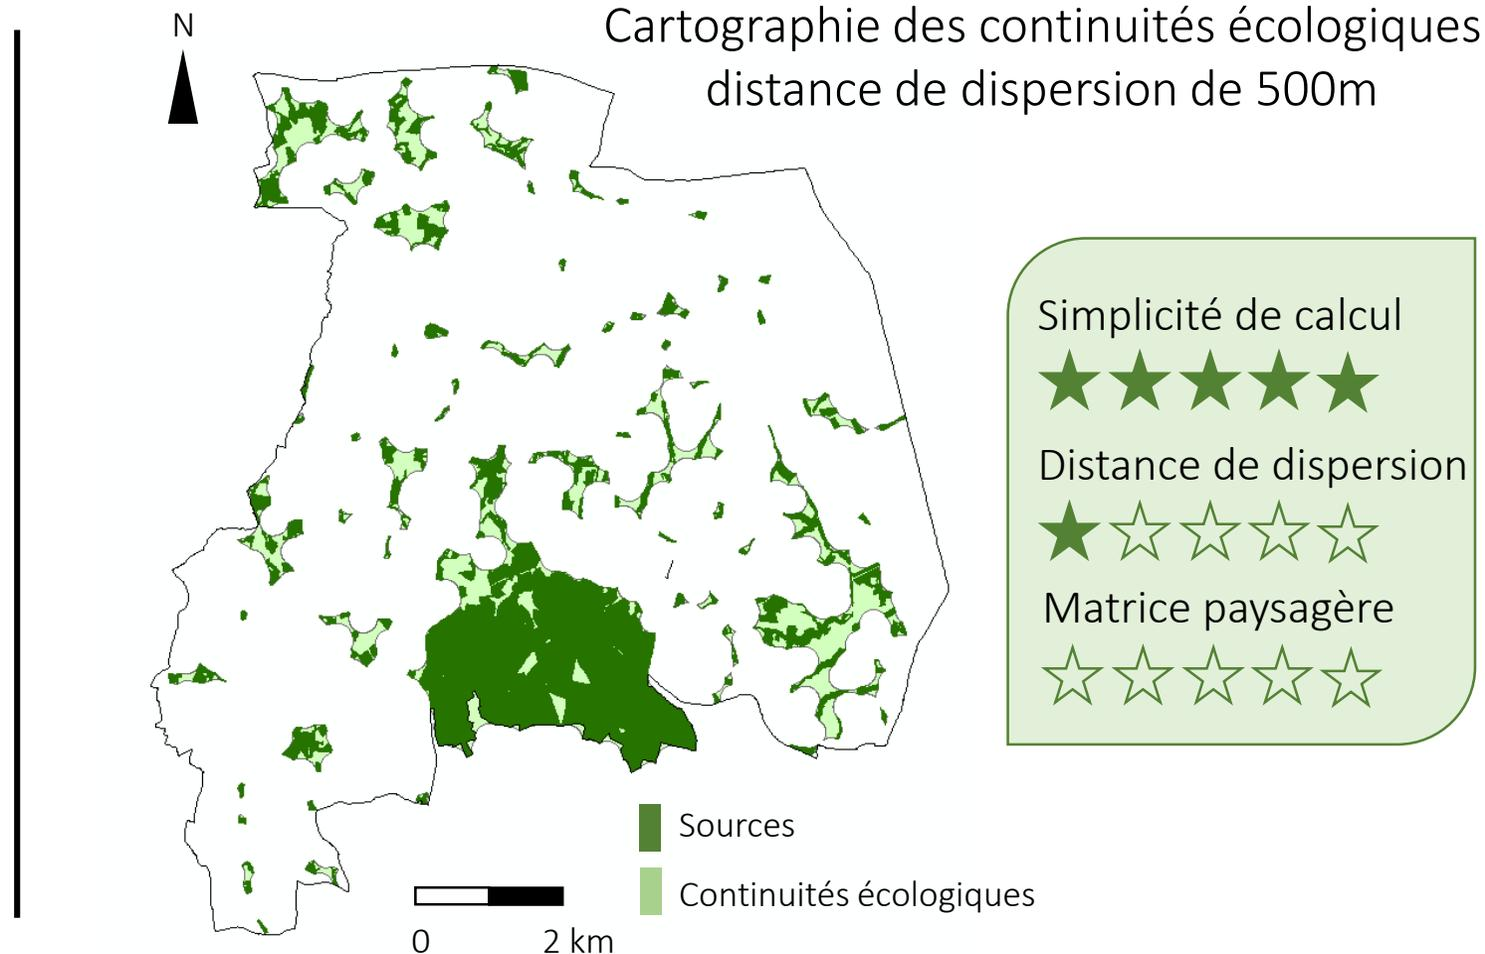 N
Cartographie des continuités écologiques
distance de dispersion de 500m
Simplicité de calcul
Distance de dispersion
Matrice paysagère
Sources
Continuités écologiques
0 2 km